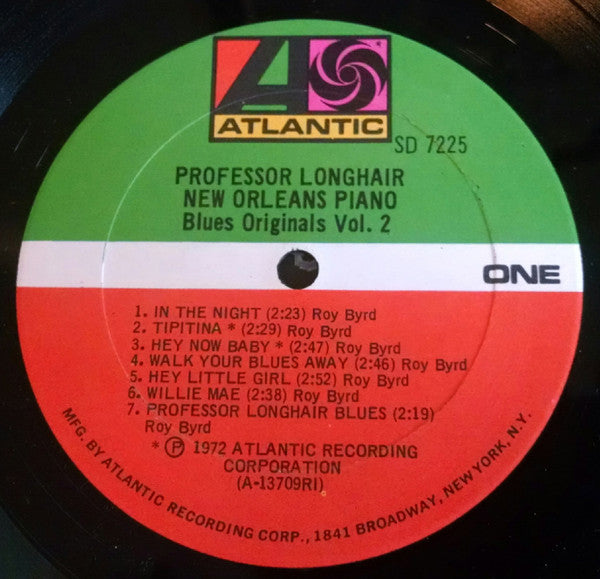 ATLANTIC
SD 7225
PROFESSOR LONGHAIR
NEW ORLEANS PIANO
Blues Originals Vol. 2
ONE
1. IN THE NIGHT (2:23) Roy Byrd
2. TIPITINA * (2:29) Roy Byrd
3. HEY NOW BABY * (2:47) Roy Byrd
4. WALK YOUR BLUES AWAY (2:46) Roy Byrd
5. HEY LITTLE GIRL (2:52) Roy Byrd
6. WILLIE MAE (2:38) Roy Byrd
7. PROFESSOR LONGHAIR BLUES (2:19)
Roy Byrd
* Ⓟ 1972 ATLANTIC RECORDING
CORPORATION
(A-13709RI)
MFG. BY ATLANTIC RECORDING CORP., 1841 BROADWAY, NEW YORK, N.Y.